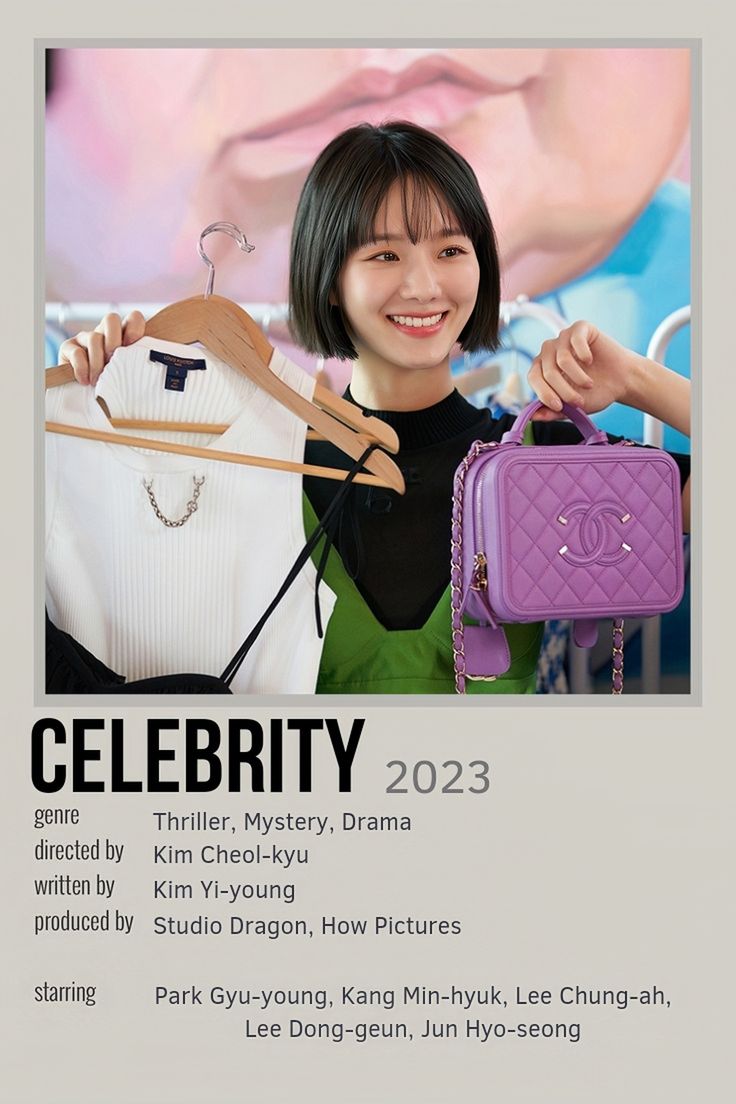 LOUIS VUITTON
CELEBRITY 2023
genre Thriller, Mystery, Drama
directed by Kim Cheol-kyu
written by Kim Yi-young
produced by Studio Dragon, How Pictures
starring Park Gyu-young, Kang Min-hyuk, Lee Chung-ah,
Lee Dong-geun, Jun Hyo-seong